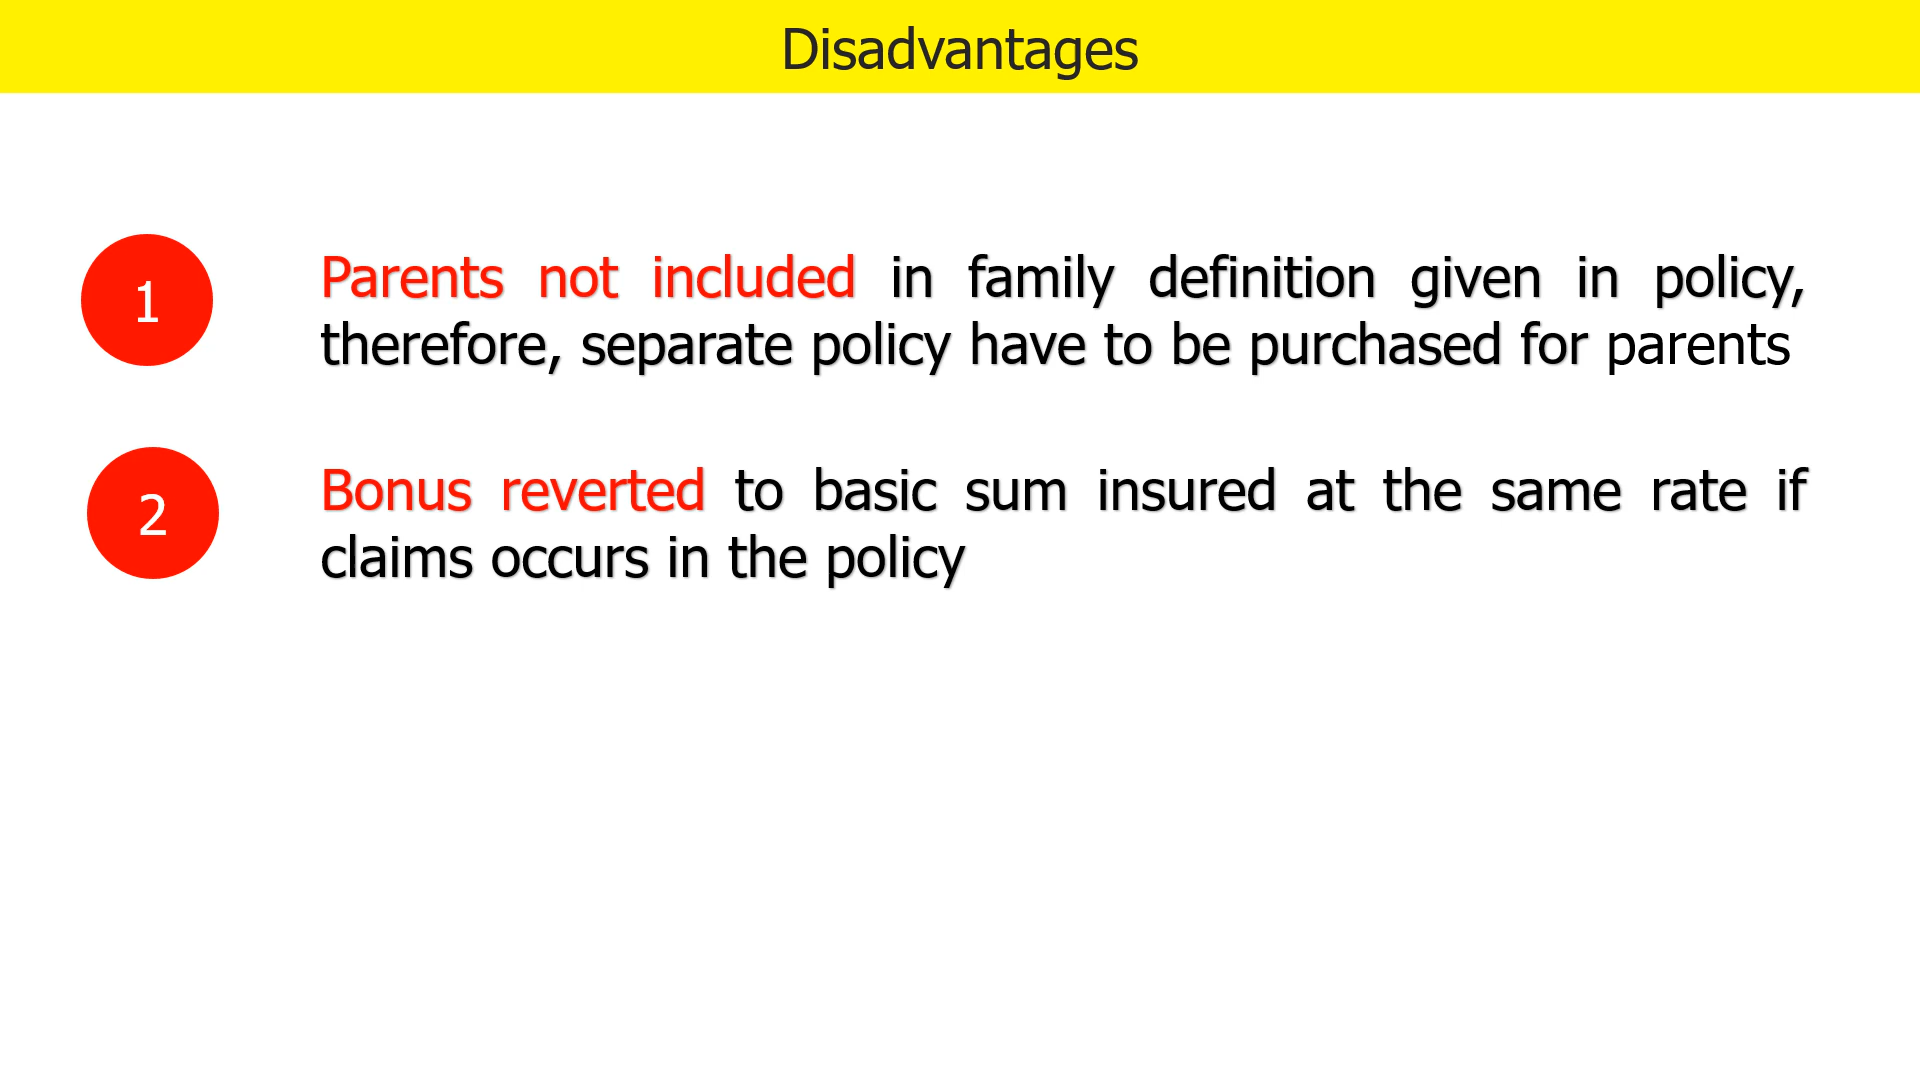 Disadvantages
1
Parents not included in family definition given in policy,
therefore, separate policy have to be purchased for parents
2
Bonus reverted to basic sum insured at the same rate if
claims occurs in the policy